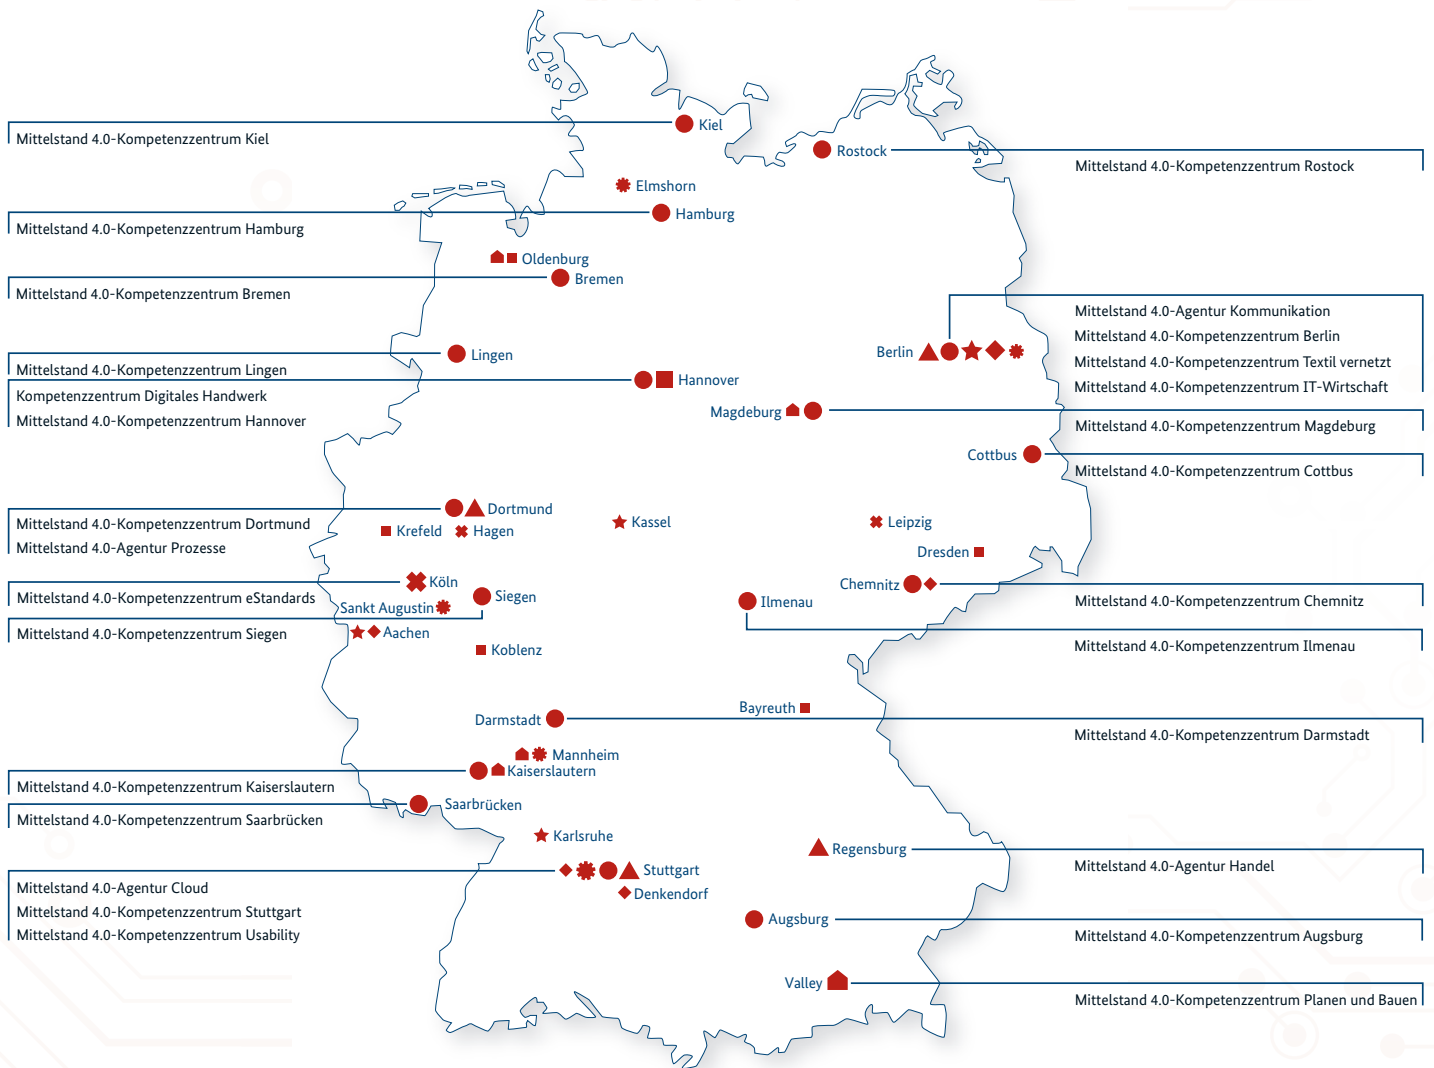 Mittelstand 4.0-Kompetenzzentrum Kiel
Mittelstand 4.0-Kompetenzzentrum Hamburg
Mittelstand 4.0-Kompetenzzentrum Bremen
Mittelstand 4.0-Kompetenzzentrum Lingen
Kompetenzzentrum Digitales Handwerk
Mittelstand 4.0-Kompetenzzentrum Hannover
Mittelstand 4.0-Kompetenzzentrum Dortmund
Mittelstand 4.0-Agentur Prozesse
Mittelstand 4.0-Kompetenzzentrum eStandards
Mittelstand 4.0-Kompetenzzentrum Siegen
Mittelstand 4.0-Kompetenzzentrum Kaiserslautern
Mittelstand 4.0-Kompetenzzentrum Saarbrücken
Mittelstand 4.0-Agentur Cloud
Mittelstand 4.0-Kompetenzzentrum Stuttgart
Mittelstand 4.0-Kompetenzzentrum Usability
Kiel
Rostock
Elmshorn
Hamburg
Oldenburg
Bremen
Berlin
Lingen
Hannover
Magdeburg
Cottbus
Dortmund
Krefeld
Hagen
Kassel
Leipzig
Dresden
Köln
Chemnitz
Siegen
Sankt Augustin
Ilmenau
Aachen
Koblenz
Bayreuth
Darmstadt
Mannheim
Kaiserslautern
Saarbrücken
Karlsruhe
Regensburg
Stuttgart
Denkendorf
Augsburg
Valley
Mittelstand 4.0-Kompetenzzentrum Rostock
Mittelstand 4.0-Agentur Kommunikation
Mittelstand 4.0-Kompetenzzentrum Berlin
Mittelstand 4.0-Kompetenzzentrum Textil vernetzt
Mittelstand 4.0-Kompetenzzentrum IT-Wirtschaft
Mittelstand 4.0-Kompetenzzentrum Magdeburg
Mittelstand 4.0-Kompetenzzentrum Cottbus
Mittelstand 4.0-Kompetenzzentrum Chemnitz
Mittelstand 4.0-Kompetenzzentrum Ilmenau
Mittelstand 4.0-Kompetenzzentrum Darmstadt
Mittelstand 4.0-Agentur Handel
Mittelstand 4.0-Kompetenzzentrum Augsburg
Mittelstand 4.0-Kompetenzzentrum Planen und Bauen